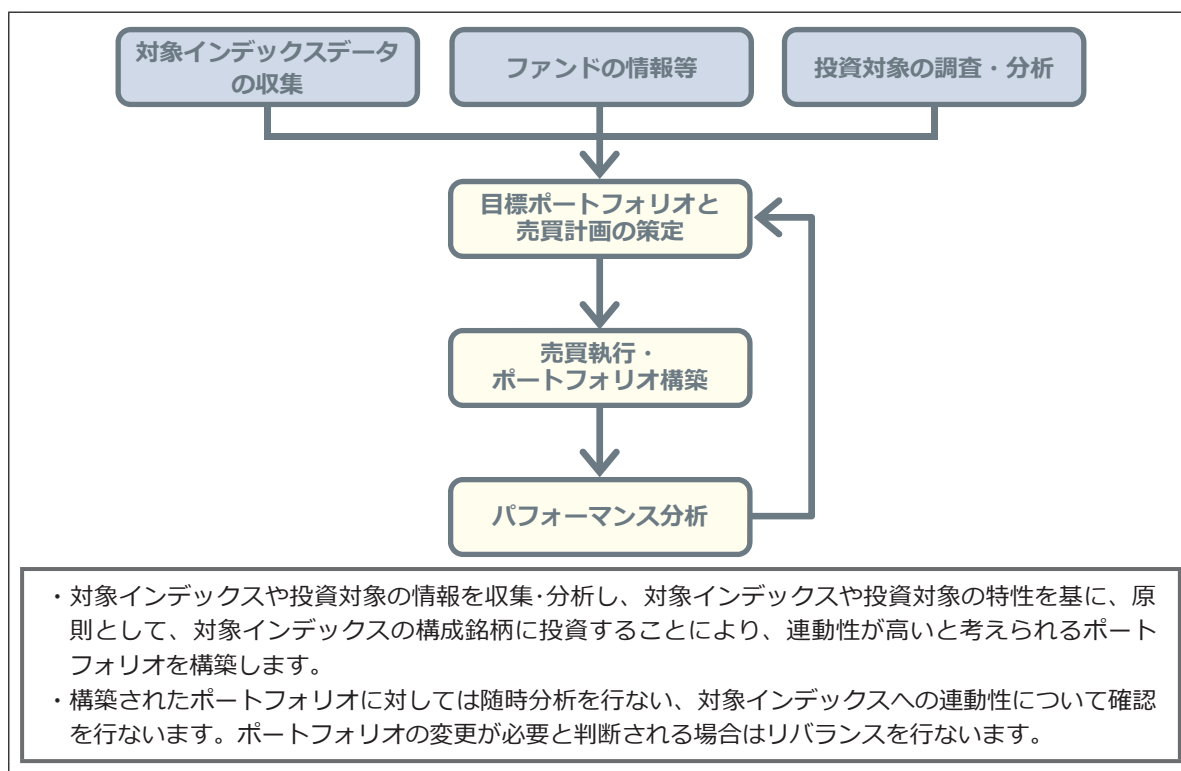 対象インデックスデータ
の収集
ファンドの情報等
投資対象の調査・分析
目標ポートフォリオと
売買計画の策定
売買執行・
ポートフォリオ構築
パフォーマンス分析
・対象インデックスや投資対象の情報を収集･分析し、対象インデックスや投資対象の特性を基に、原
則として、対象インデックスの構成銘柄に投資することにより、連動性が高いと考えられるポート
フォリオを構築します。
・構築されたポートフォリオに対しては随時分析を行ない、対象インデックスへの連動性について確認
を行ないます。ポートフォリオの変更が必要と判断される場合はリバランスを行ないます。